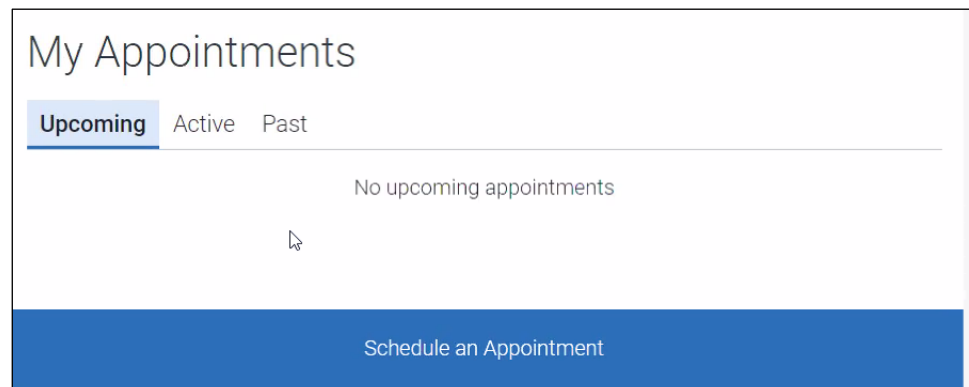 My Appointments
Upcoming Active Past
No upcoming appointments
Schedule an Appointment